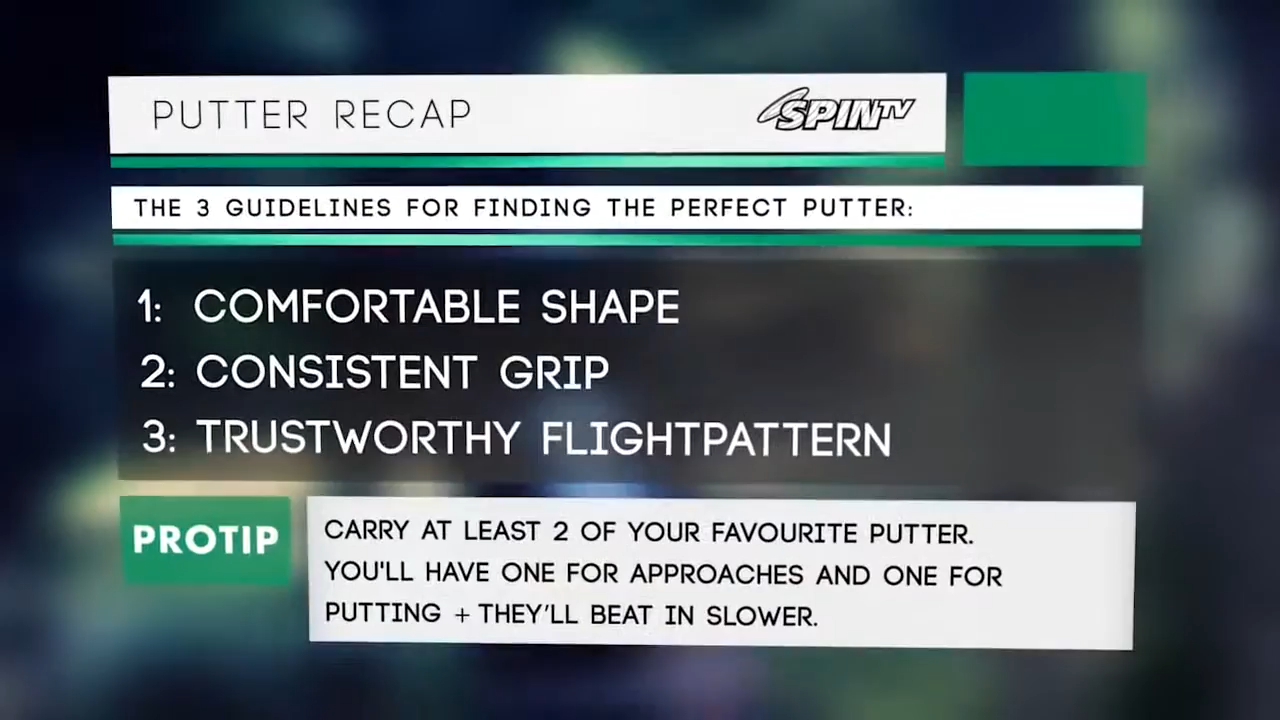 PUTTER RECAP
SPINTV
THE 3 GUIDELINES FOR FINDING THE PERFECT PUTTER:
1: COMFORTABLE SHAPE
2: CONSISTENT GRIP
3: TRUSTWORTHY FLIGHTPATTERN
PROTIP
CARRY AT LEAST 2 OF YOUR FAVOURITE PUTTER.
YOU'LL HAVE ONE FOR APPROACHES AND ONE FOR
PUTTING + THEY'LL BEAT IN SLOWER.